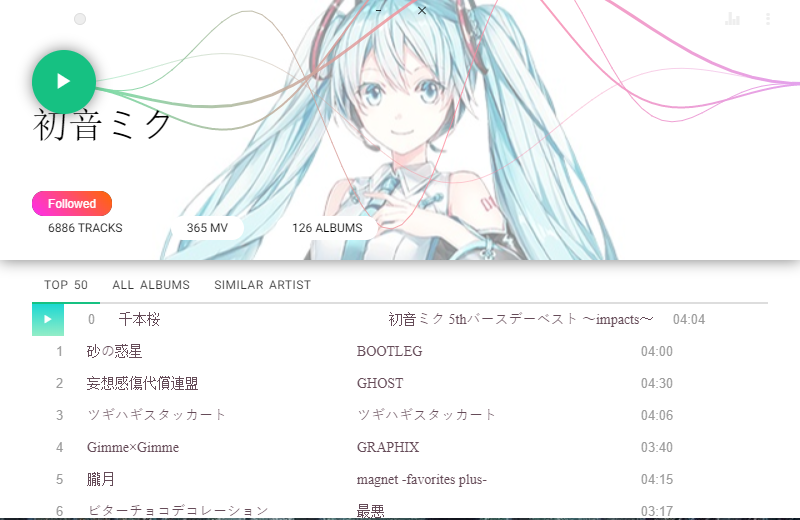 初音ミク
Followed
6886 TRACKS 365 MV 126 ALBUMS
TOP 50 ALL ALBUMS SIMILAR ARTIST
0 千本桜 初音ミク 5thバースデーベスト 〜impacts〜 04:04
1 砂の惑星 BOOTLEG 04:00
2 妄想感傷代償連盟 GHOST 04:30
3 ツギハギスタッカート ツギハギスタッカート 04:06
4 Gimme×Gimme GRAPHIX 03:40
5 朧月 magnet -favorites plus- 04:15
6 ビターチョコデコレーション 最悪 03:17